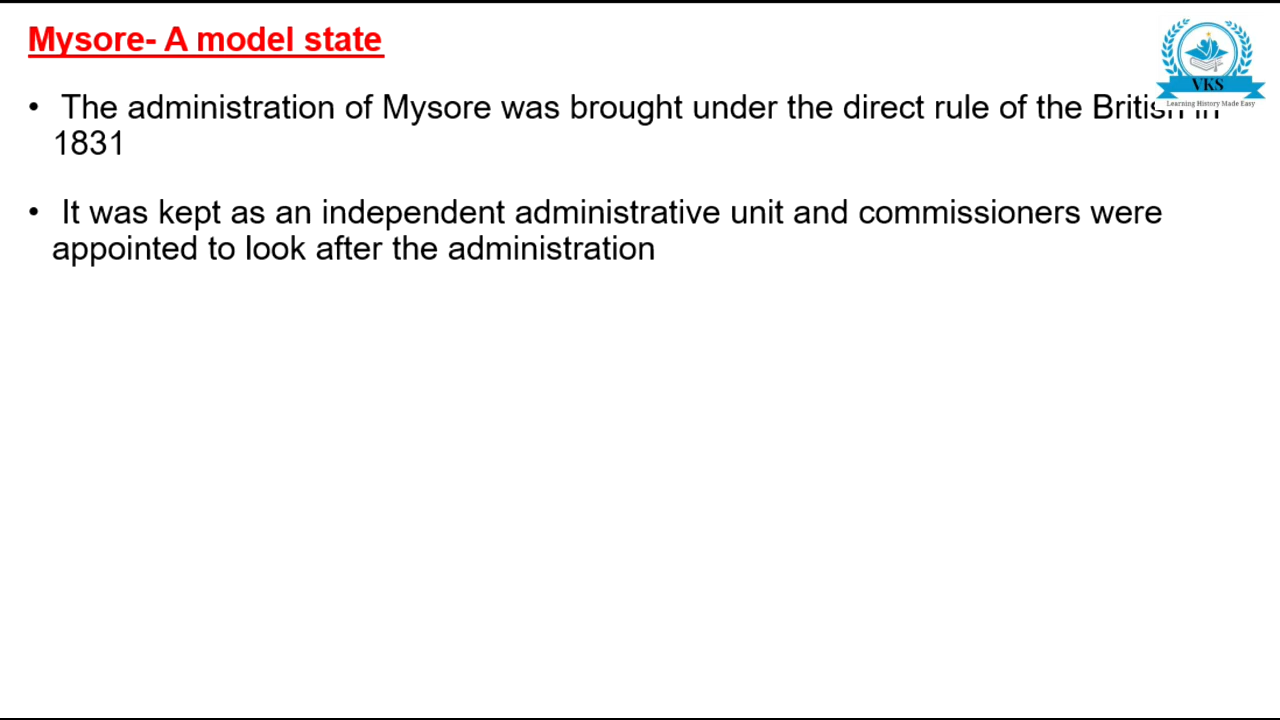 Mysore- A model state
VKS
Learning History Made Easy
• The administration of Mysore was brought under the direct rule of the British in
1831
• It was kept as an independent administrative unit and commissioners were
appointed to look after the administration